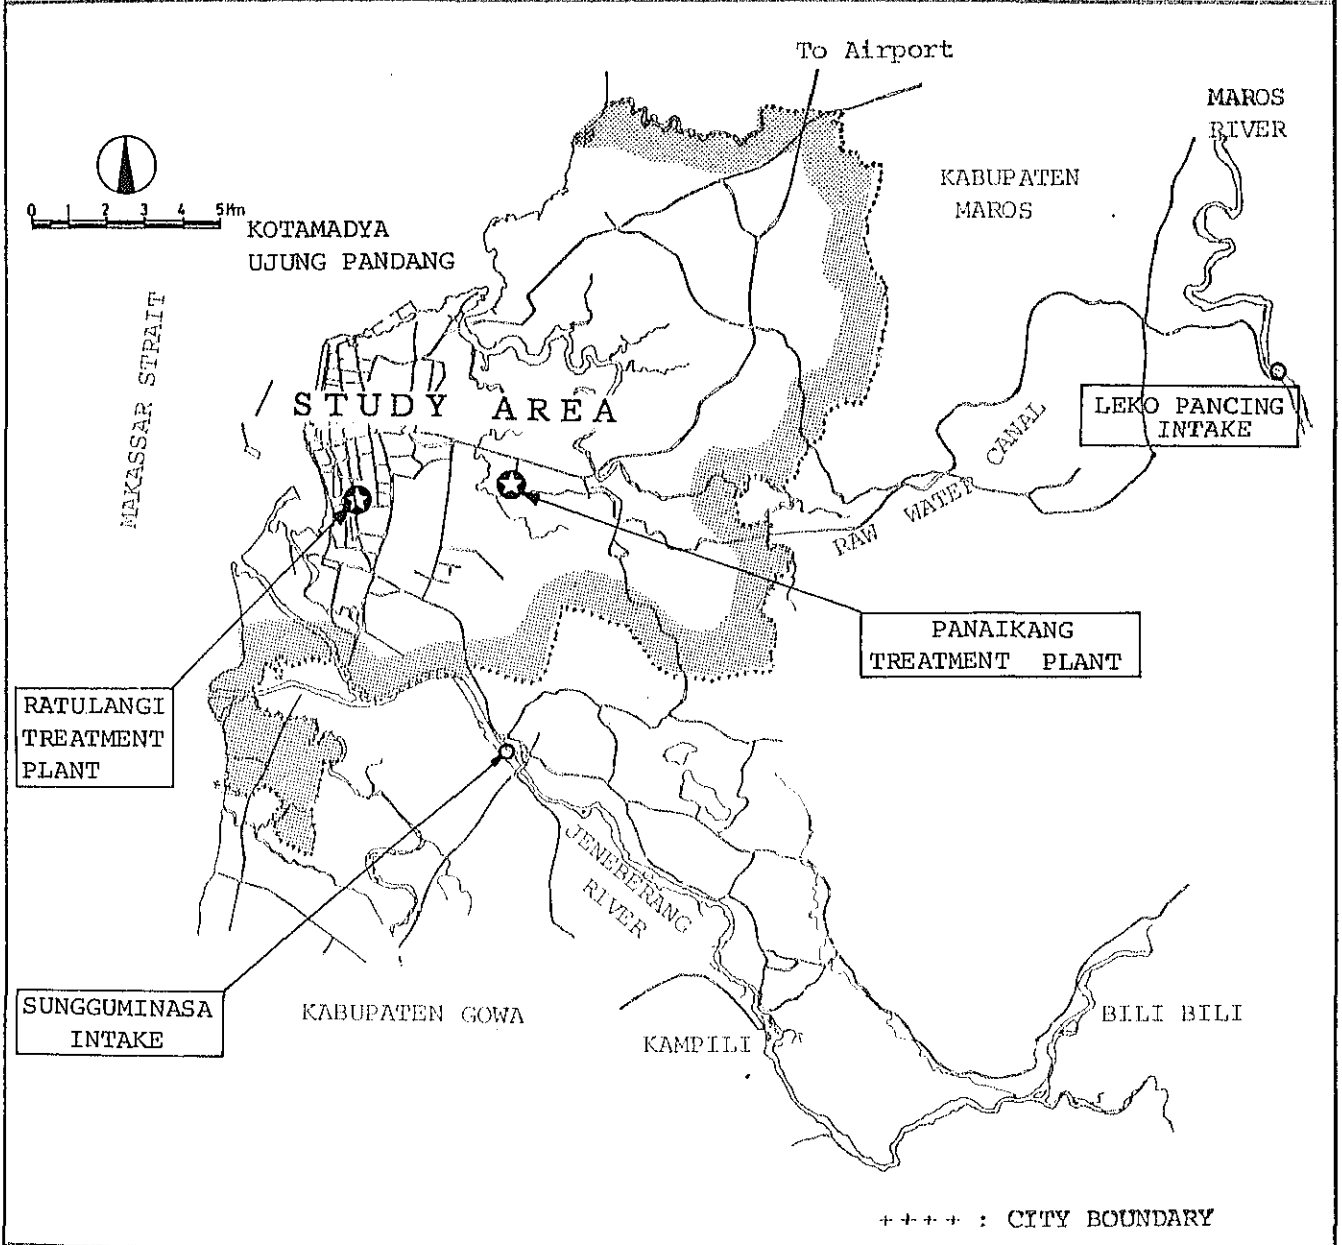 To Airport
MAROS
RIVER
KABUPATEN
MAROS
0 1 2 3 4 5Km
KOTAMADYA
UJUNG PANDANG
MAKASSAR STRAIT
STUDY AREA
LEKO PANCING
INTAKE
RAW WATER CANAL
PANAIKANG
TREATMENT PLANT
RATULANGI
TREATMENT
PLANT
JENEBERANG
RIVER
SUNGGUMINASA
INTAKE
KABUPATEN GOWA
KAMPILI
BILI BILI
++++ : CITY BOUNDARY